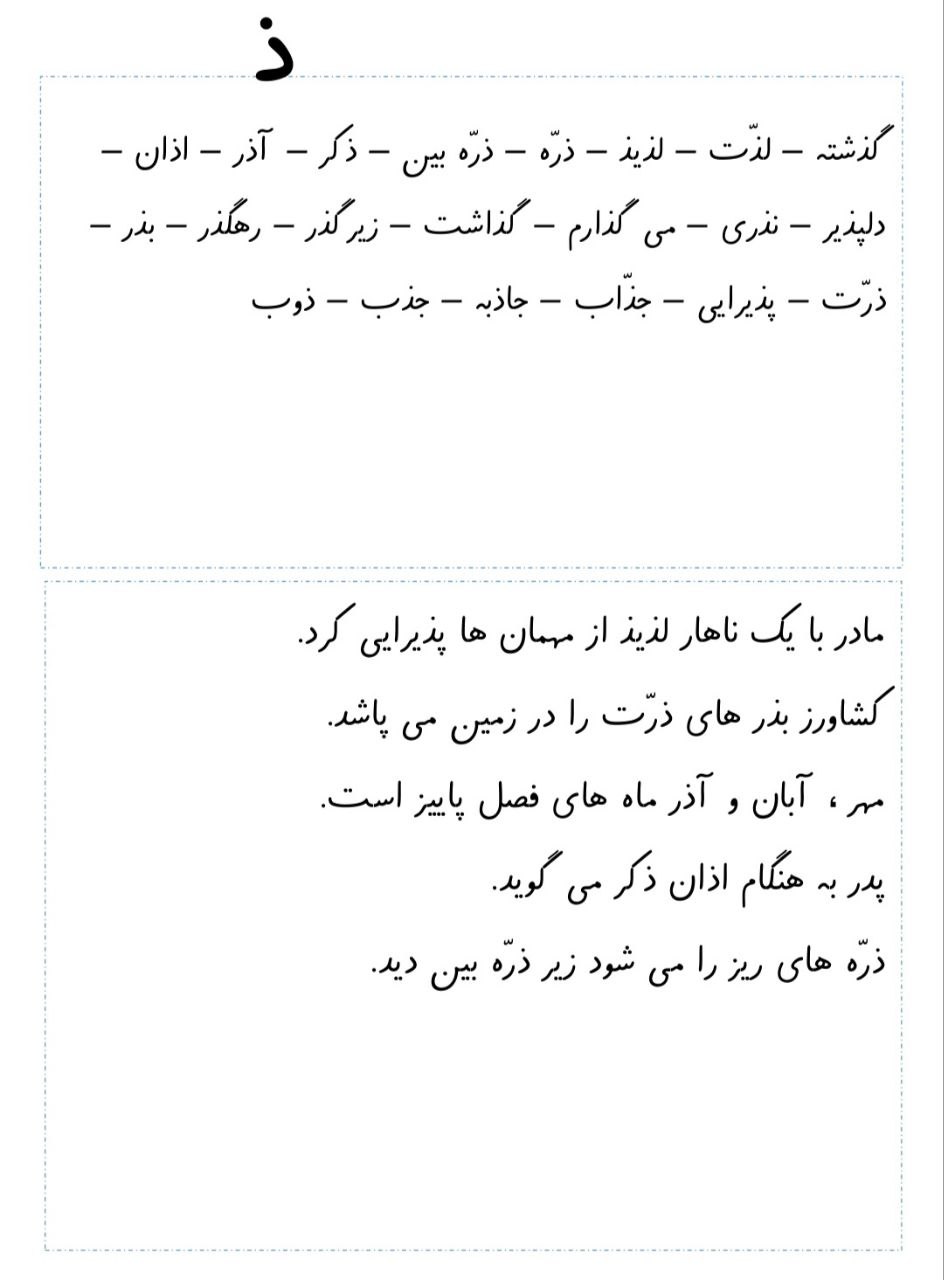 ذ
گذشته – لذّت – لذیذ – ذرّه – ذرّه بین – ذکر – آذر – اذان –
دلپذیر – نذری – می گذارم – گذاشت – زیر گذر – رهگذر – بذر –
ذرّت – پذیرایی – جذّاب – جاذبه – جذب – ذوب
مادر با یک ناهار لذیذ از مهمان ها پذیرایی کرد.
کشاورز بذر های ذرّت را در زمین می پاشد.
مهر ، آبان و آذر ماه های فصل پاییز است.
پدر به هنگام اذان ذکر می گوید.
ذرّه های ریز را می شود زیر ذرّه بین دید.